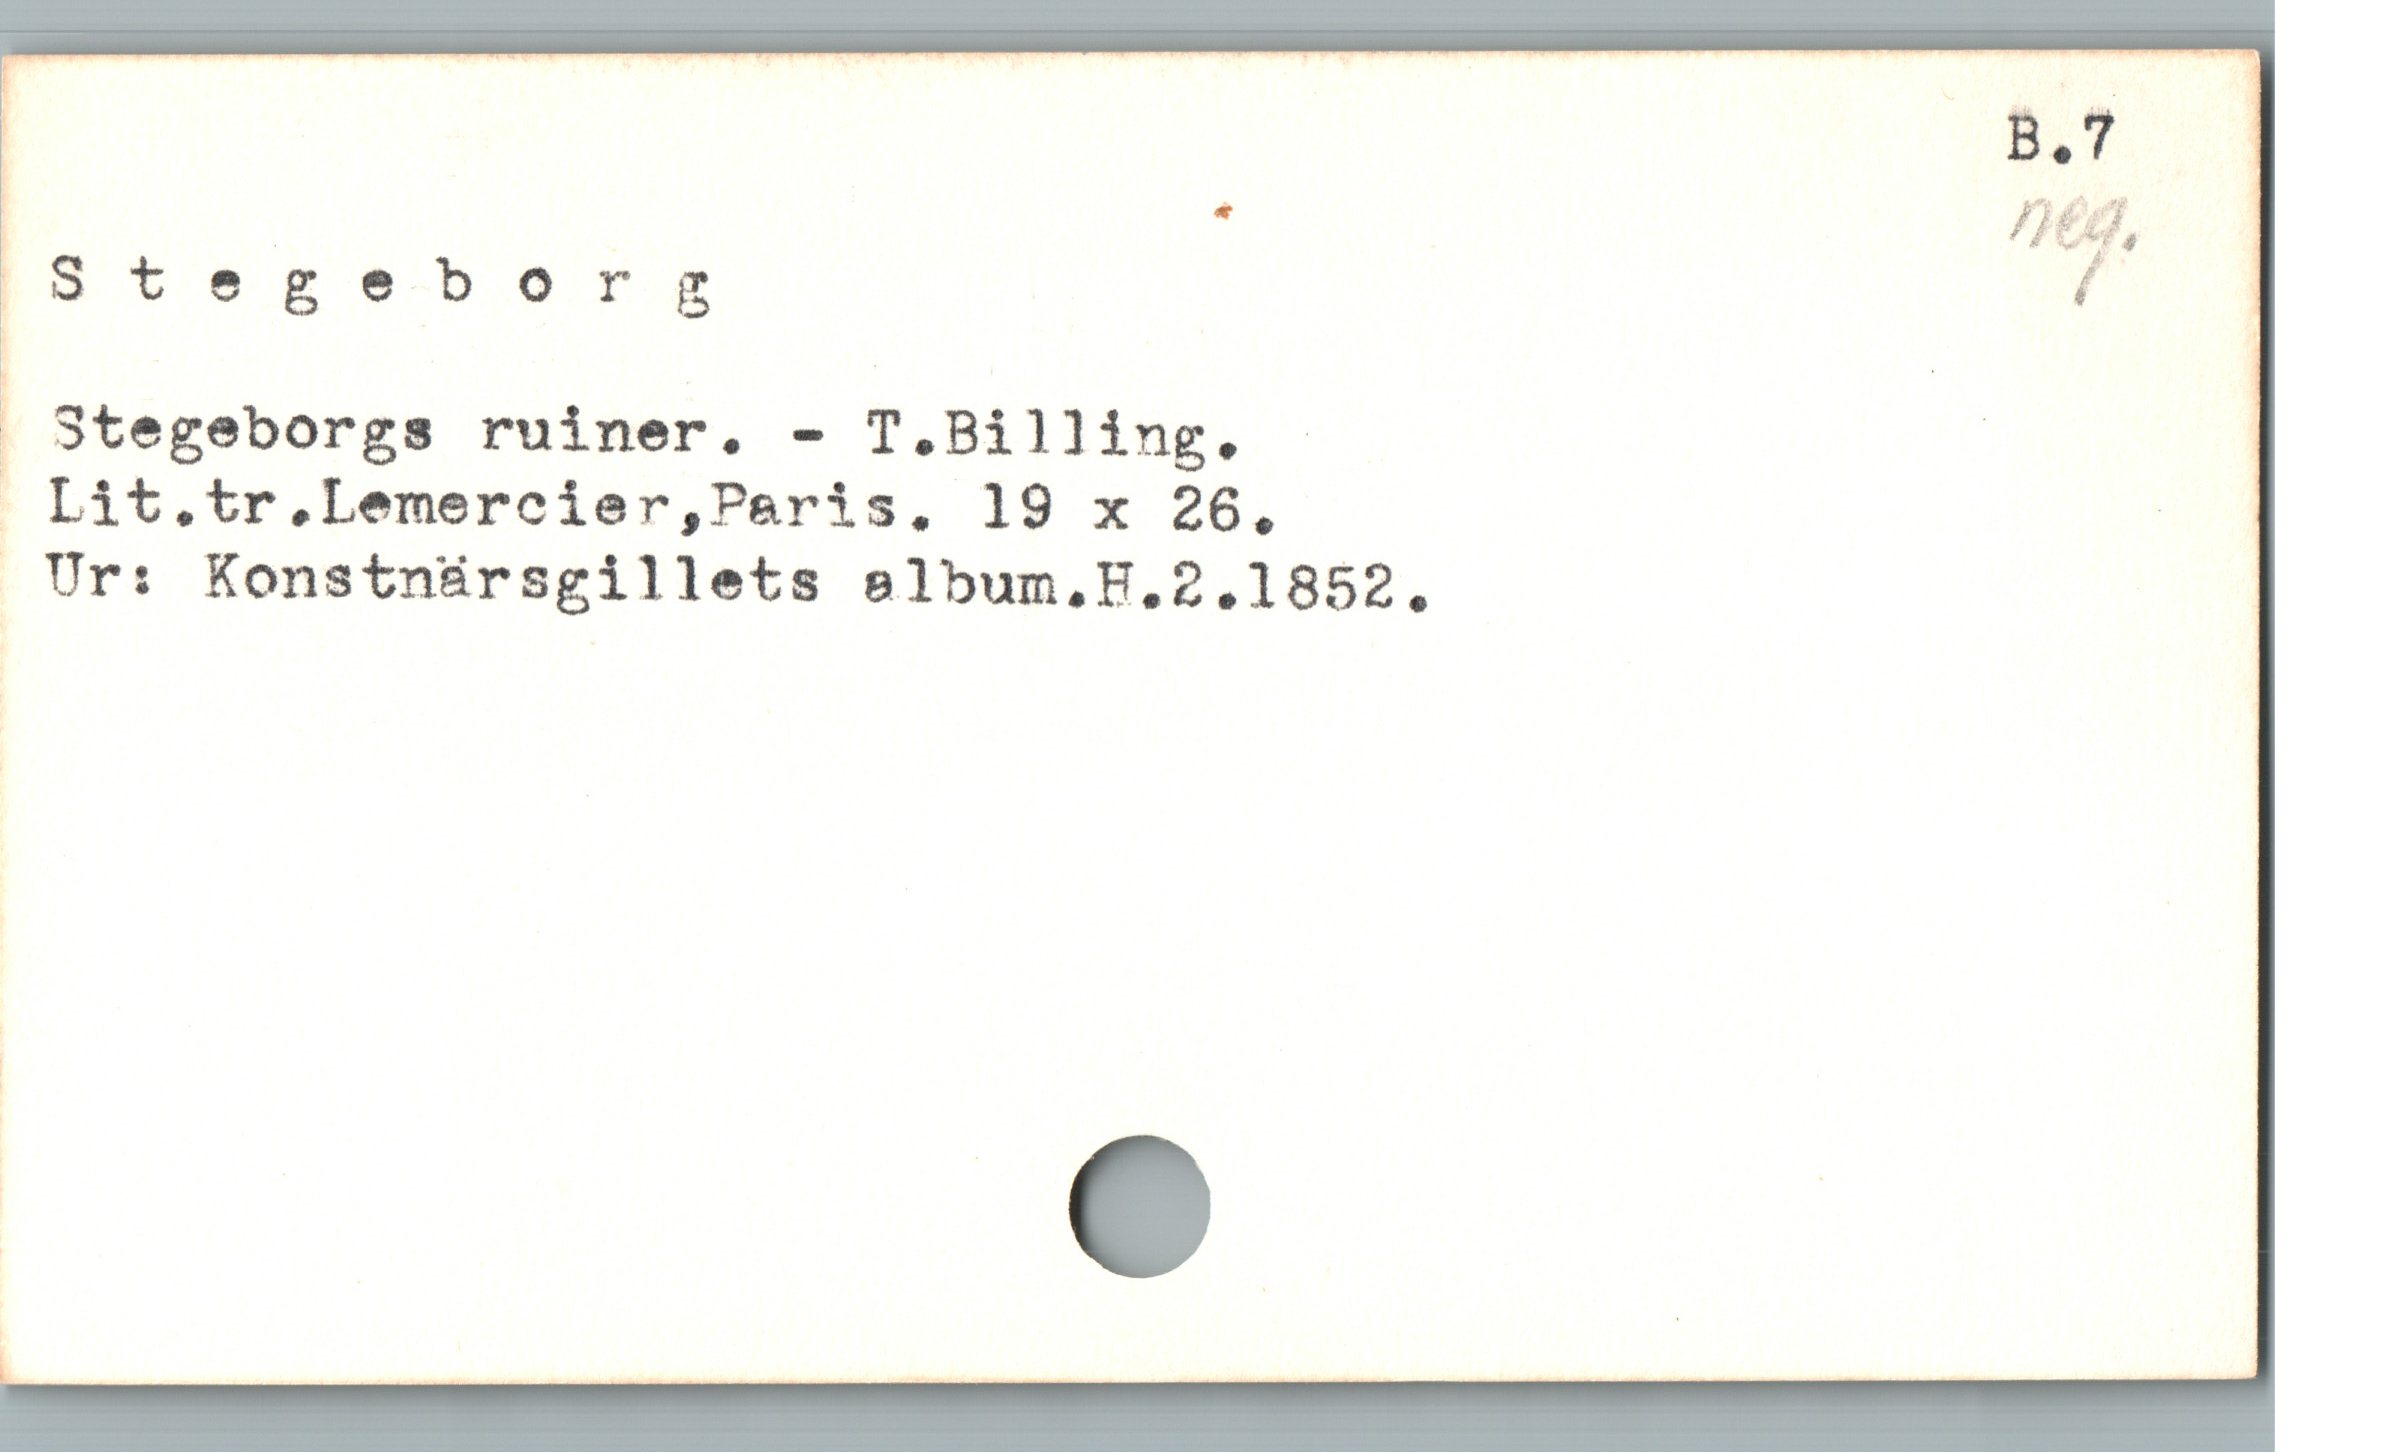 B.7
neg.
S t e g e b o r g
Stegeborgs ruiner. - T.Billing.
Lit.tr.Lemercier,Paris. 19 x 26.
Ur: Konstnärsgillets album.H.2.1852.